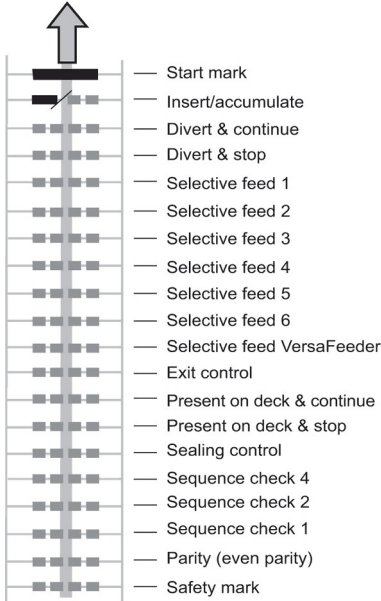 Start mark
Insert/accumulate
Divert & continue
Divert & stop
Selective feed 1
Selective feed 2
Selective feed 3
Selective feed 4
Selective feed 5
Selective feed 6
Selective feed VersaFeeder
Exit control
Present on deck & continue
Present on deck & stop
Sealing control
Sequence check 4
Sequence check 2
Sequence check 1
Parity (even parity)
Safety mark